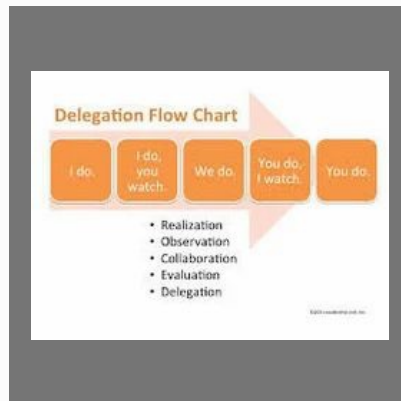 Delegation Flow Chart
I do.
I do,
you
watch.
We do.
You do,
I watch.
You do.
• Realization
• Observation
• Collaboration
• Evaluation
• Delegation